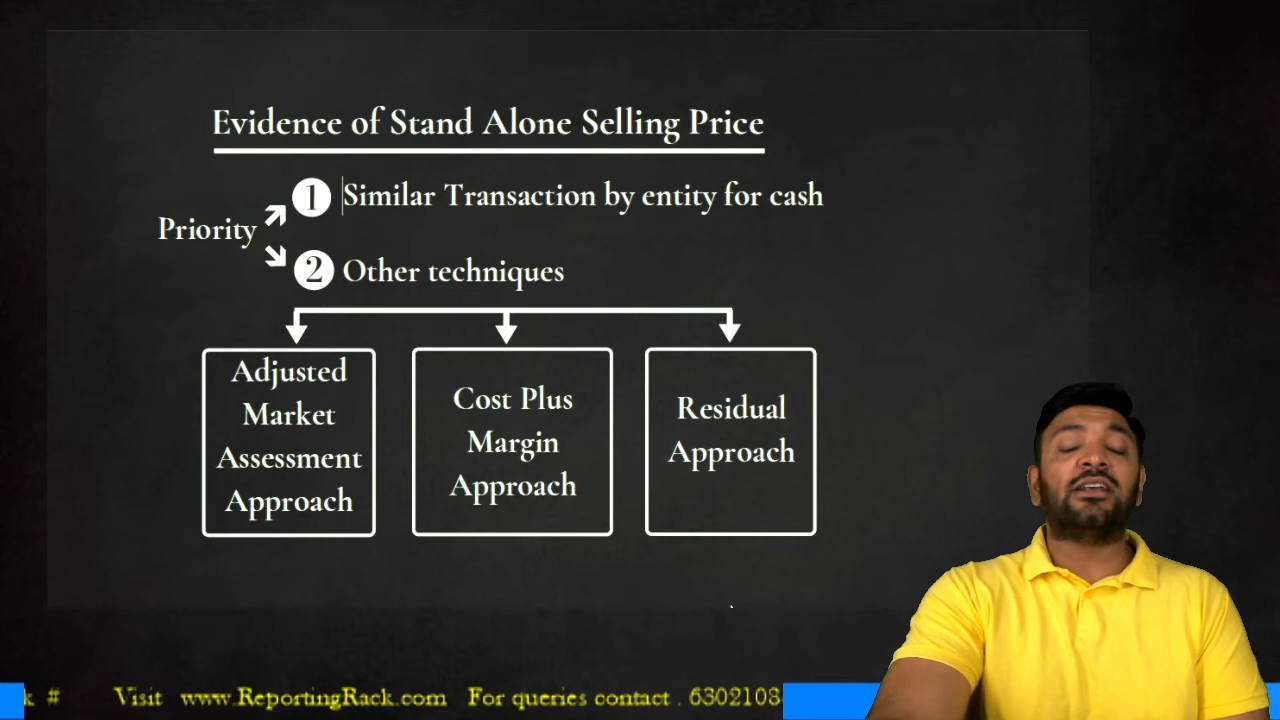 Evidence of Stand Alone Selling Price
Priority
1 Similar Transaction by entity for cash
2 Other techniques
Adjusted
Market
Assessment
Approach
Cost Plus
Margin
Approach
Residual
Approach
k # Visit www.ReportingRack.com For queries contact . 6302108